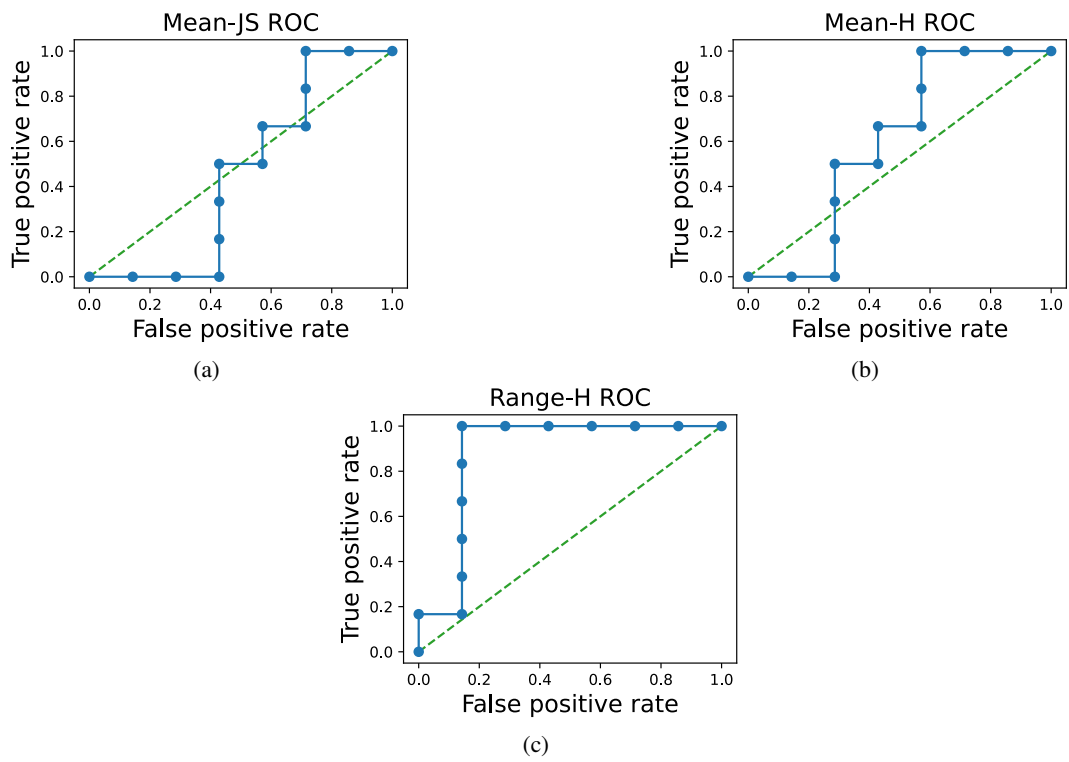 Mean-JS ROC
True positive rate
1.0
0.8
0.6
0.4
0.2
0.0
0.0 0.2 0.4 0.6 0.8 1.0
False positive rate
(a)
Mean-H ROC
True positive rate
1.0
0.8
0.6
0.4
0.2
0.0
0.0 0.2 0.4 0.6 0.8 1.0
False positive rate
(b)
Range-H ROC
True positive rate
1.0
0.8
0.6
0.4
0.2
0.0
0.0 0.2 0.4 0.6 0.8 1.0
False positive rate
(c)